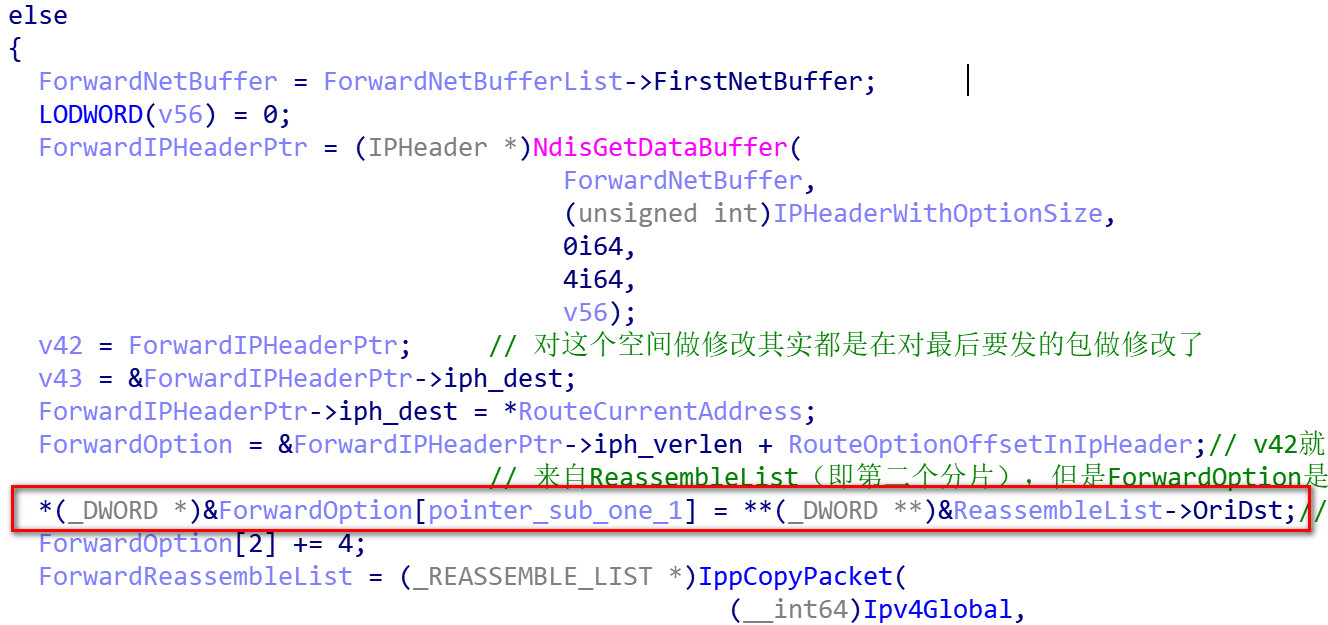 else
{
ForwardNetBuffer = ForwardNetBufferList->FirstNetBuffer;
LODWORD(v56) = 0;
ForwardIPHeaderPtr = (IPHeader *)NdisGetDataBuffer(
ForwardNetBuffer,
(unsigned int)IPHeaderWithOptionSize,
0i64,
4i64,
v56);
v42 = ForwardIPHeaderPtr; // 对这个空间做修改其实都是在对最后要发的包做修改了
v43 = &ForwardIPHeaderPtr->iph_dest;
ForwardIPHeaderPtr->iph_dest = *RouteCurrentAddress;
ForwardOption = &ForwardIPHeaderPtr->iph_verlen + RouteOptionOffsetInIpHeader;// v42就
// 来自ReassembleList（即第二个分片），但是ForwardOption是
*(_DWORD *)&ForwardOption[pointer_sub_one_1] = **(_DWORD **)&ReassembleList->OriDst;//
ForwardOption[2] += 4;
ForwardReassembleList = (_REASSEMBLE_LIST *)IppCopyPacket(
(__int64)Ipv4Global,